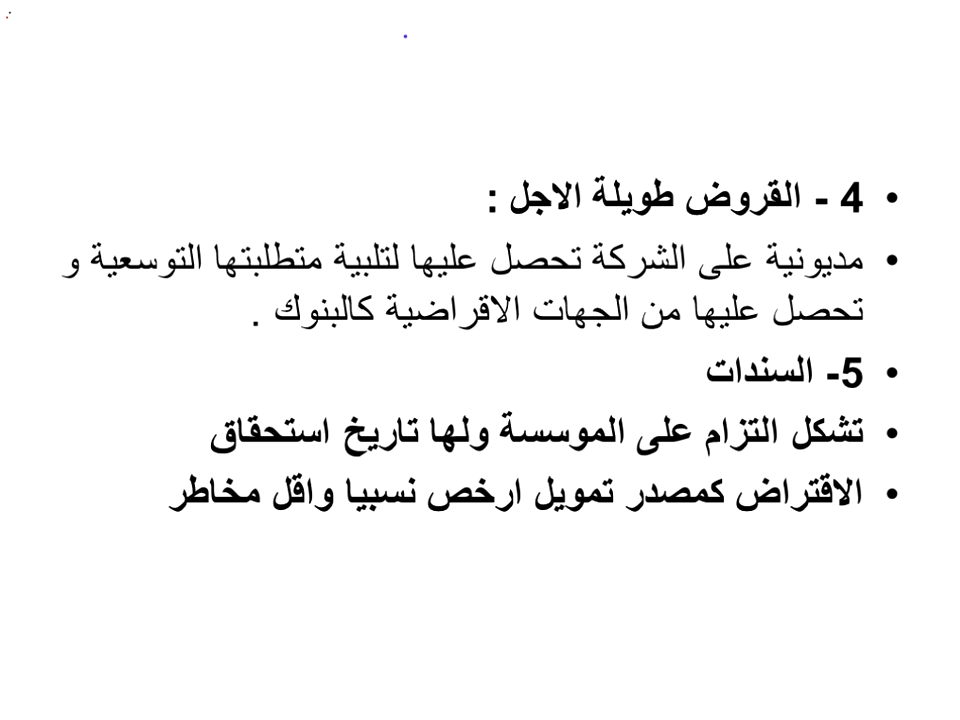 • 4 - القروض طويلة الاجل :
• مديونية على الشركة تحصل عليها لتلبية متطلبتها التوسعية و
تحصل عليها من الجهات الاقراضية كالبنوك .
• 5- السندات
• تشكل التزام على الموسسة ولها تاريخ استحقاق
• الاقتراض كمصدر تمويل ارخص نسبيا واقل مخاطر